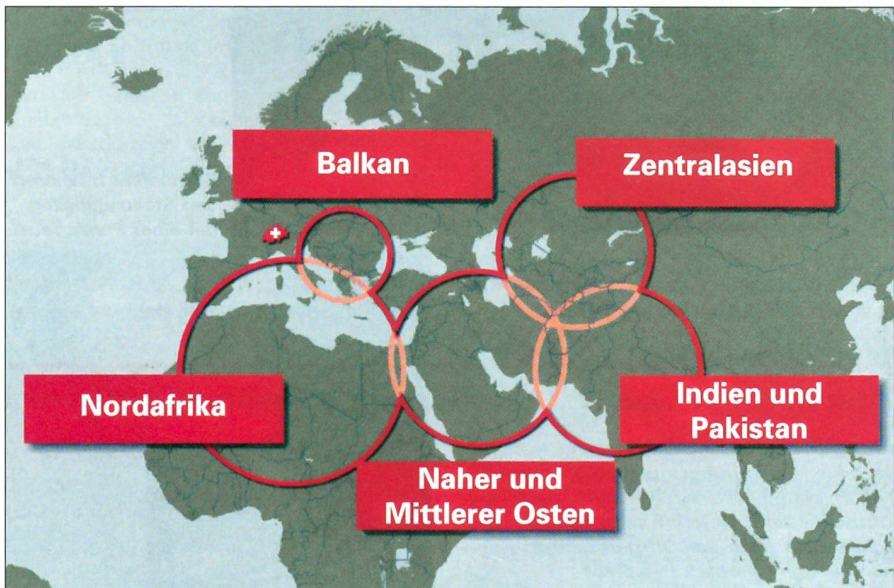 Balkan
Zentralasien
Nordafrika
Indien und
Pakistan
Naher und
Mittlerer Osten